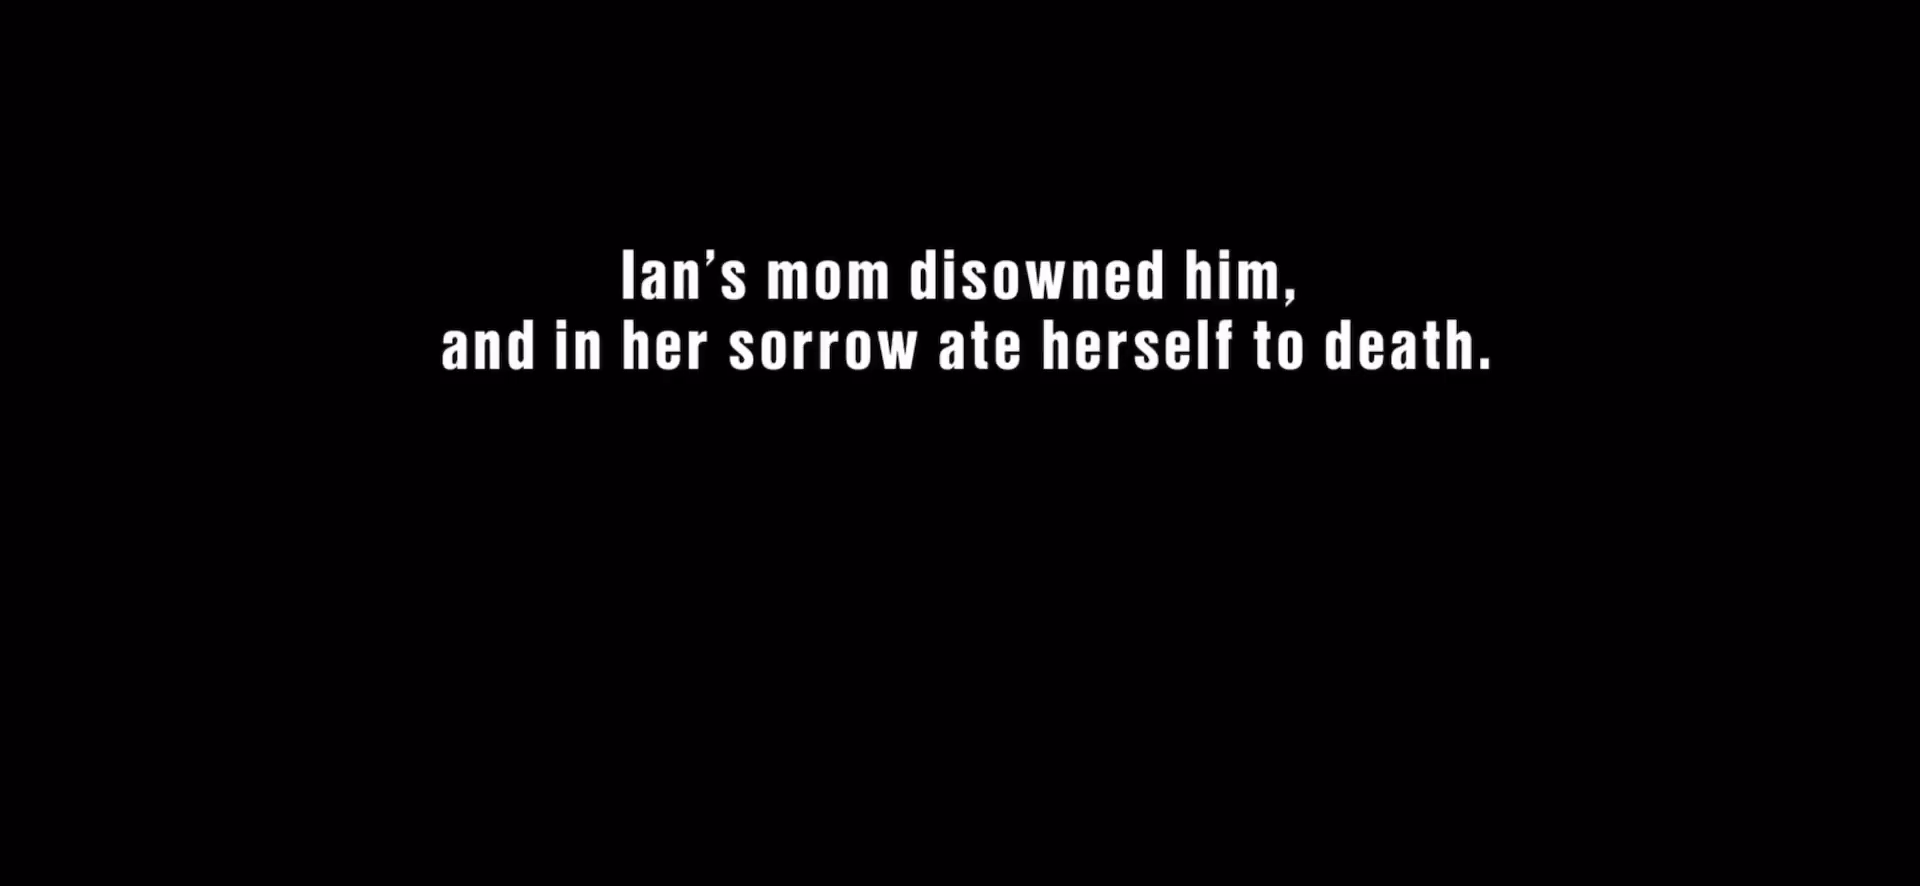 Ian’s mom disowned him,
and in her sorrow ate herself to death.